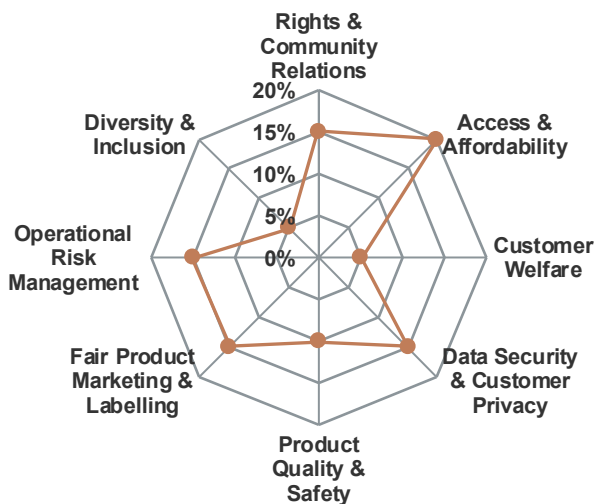 Rights &
Community
Relations
20%
15%
10%
5%
0%
Access &
Affordability
Customer
Welfare
Data Security
& Customer
Privacy
Product
Quality &
Safety
Fair Product
Marketing &
Labelling
Operational
Risk
Management
Diversity &
Inclusion